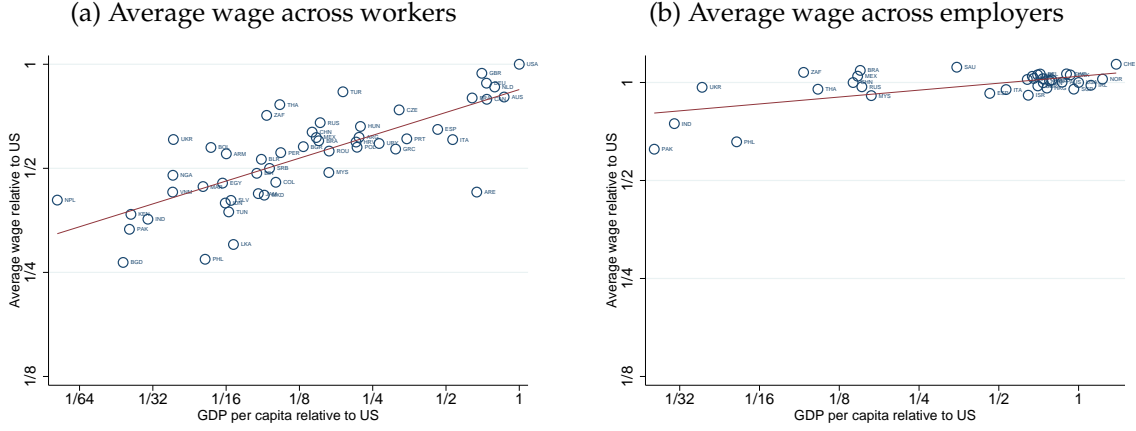 (a) Average wage across workers
(b) Average wage across employers
Average wage relative to US
1
1/2
1/4
1/8
USA
GBR
NLD
AUS
TUR
THA
ZAF
CZE
RUS
HUN
CHN
MEX
BRA
ESP
ITA
PRT
UKR
BOL
ARM
BGR
ROU
POL
GRC
PER
BLR
SRB
MYS
NGA
COL
EGY
VNM
ARE
NPL
SLV
MKD
KEN
IND
TUN
PAK
LKA
PHL
BGD
1/64
1/32
1/16
1/8
1/4
1/2
1
GDP per capita relative to US
Average wage relative to US
1
1/2
1/4
1/8
CHE
SAU
BRA
ZAF
MEX
NOR
UKR
THA
RUS
MYS
ITA
ISR
IND
PHL
PAK
1/32
1/16
1/8
1/4
1/2
1
GDP per capita relative to US